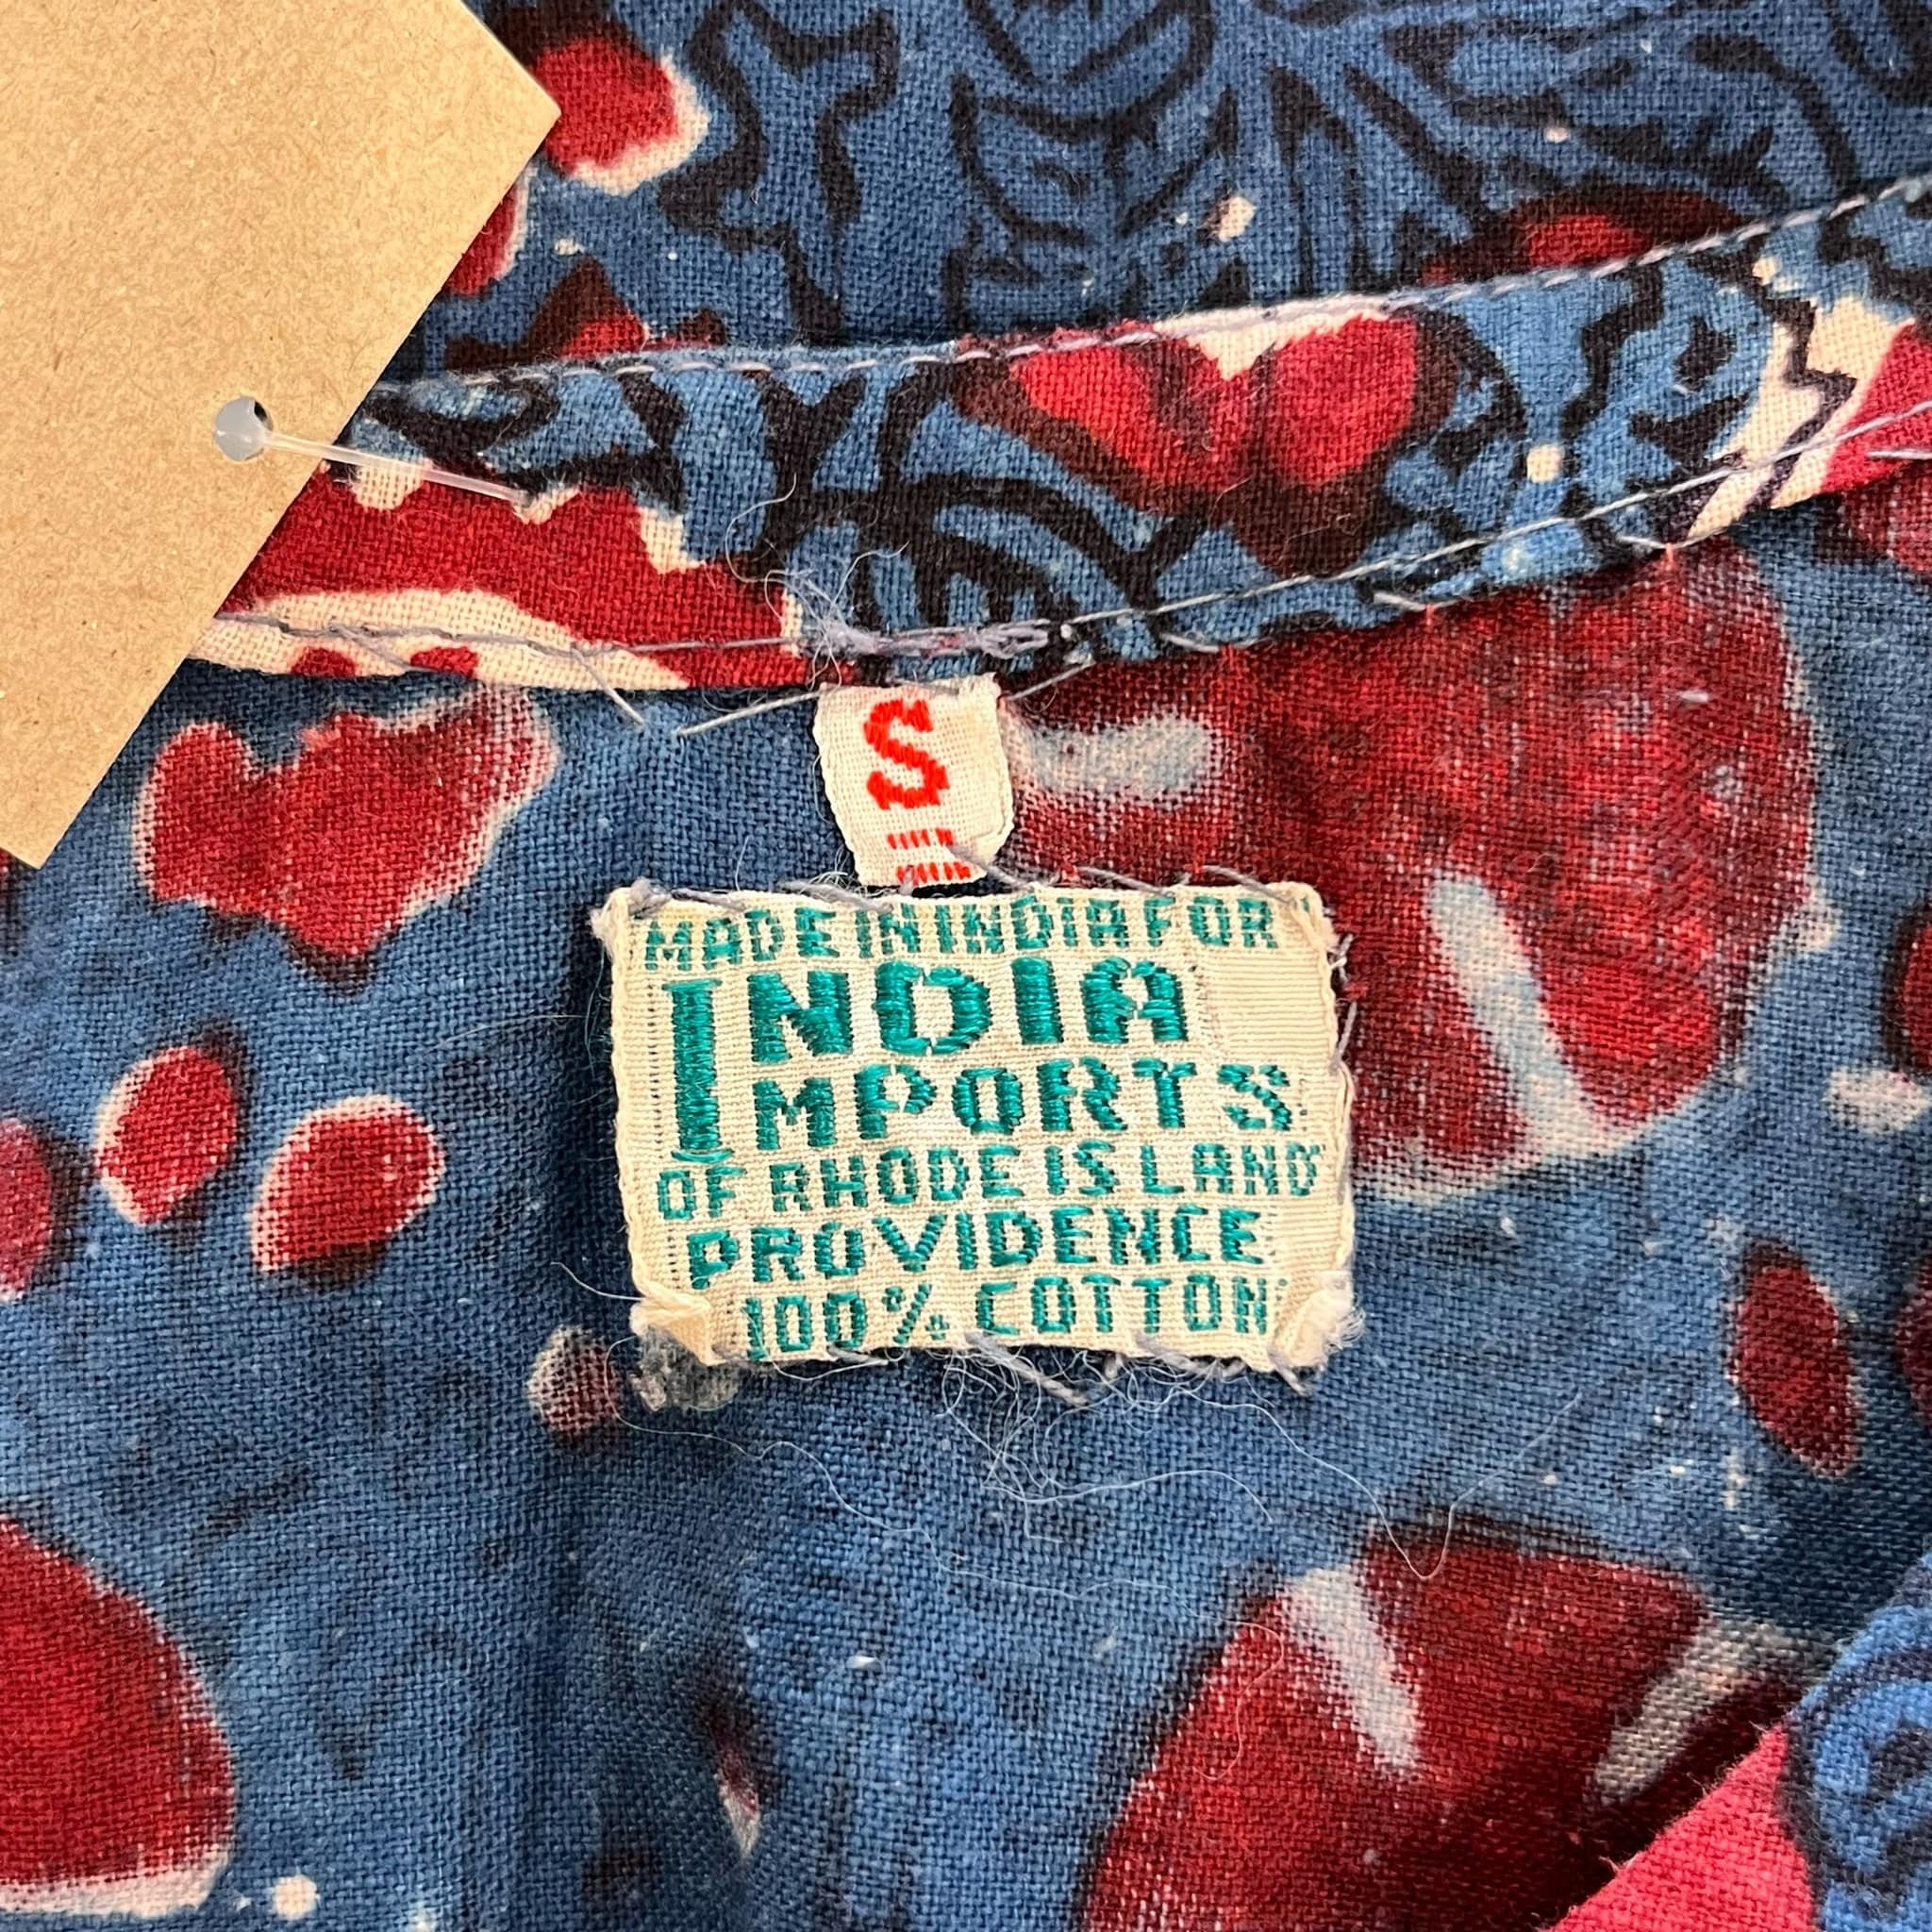 S
MADE IN INDIA FOR
INDIA
IMPORTS
OF RHODE ISLAND
PROVIDENCE
100% COTTON